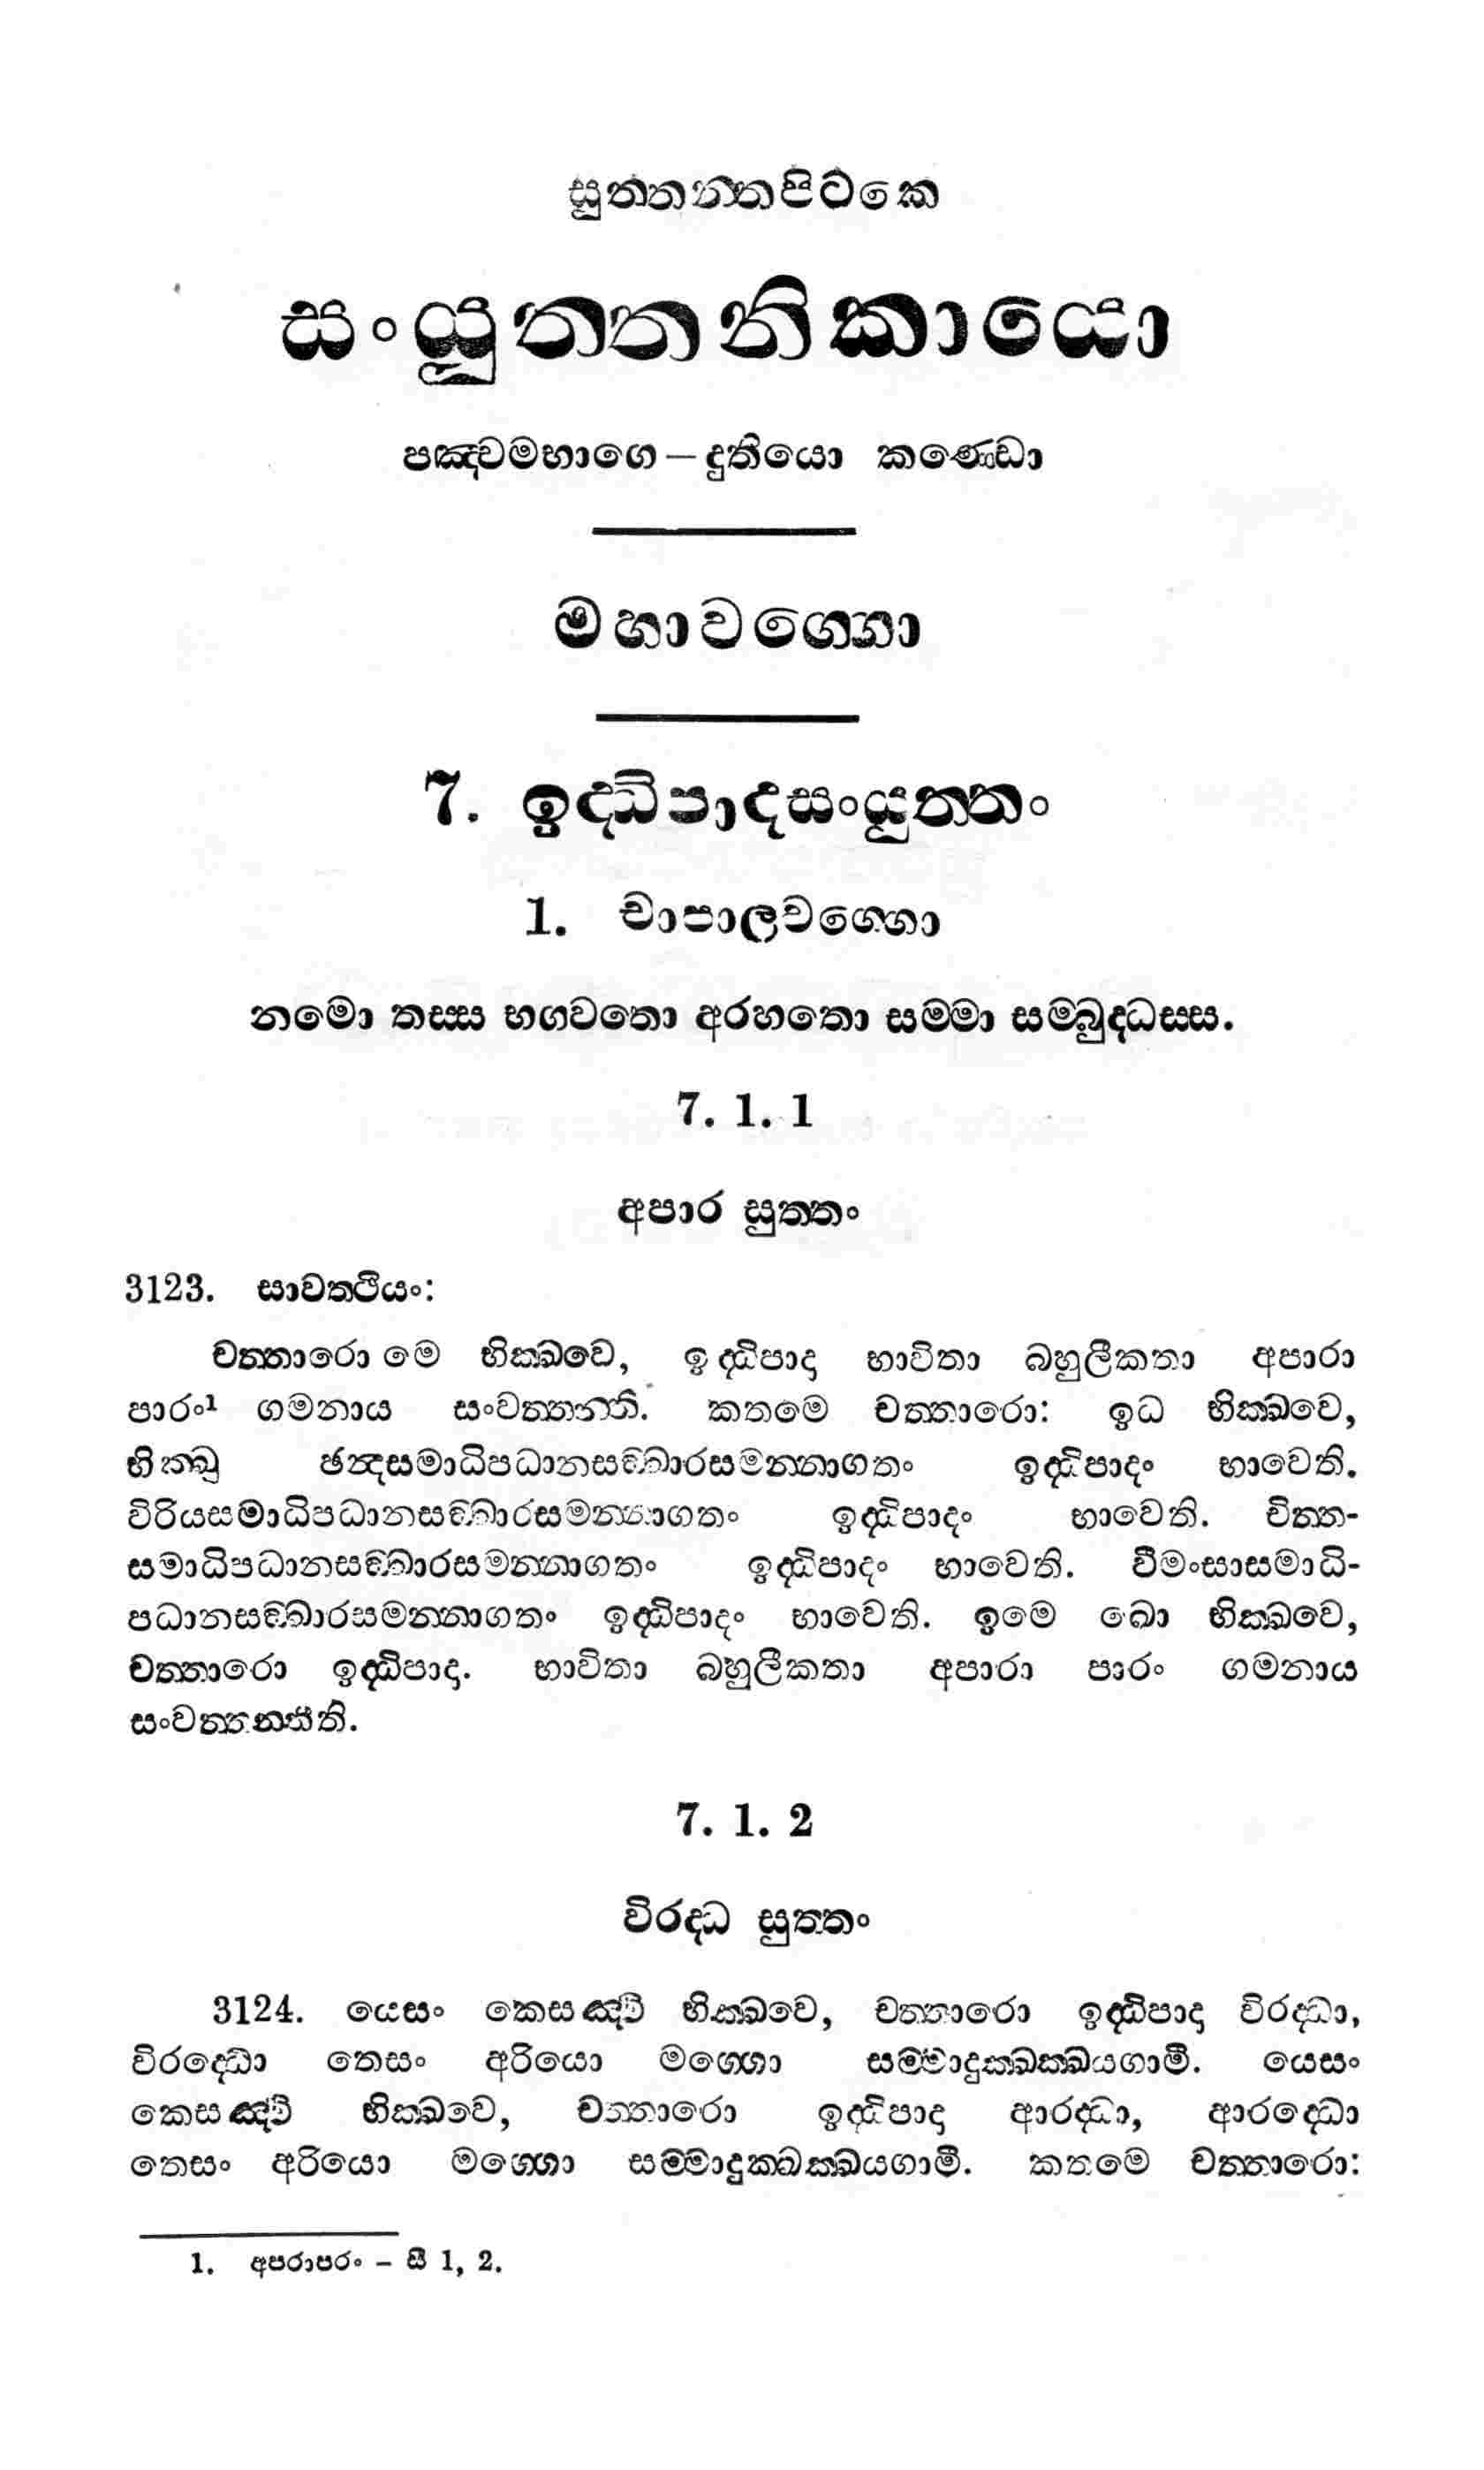 සුත්තන්තපිටකෙ
සංයුත්තනිකායො
පඤ්චමභාගෙ – දුතියො කණ්ඩො
මහාවග්ගො
7. ඉද්ධිපාදසංයුත්තං
1. චාපාලවග්ගො
නමො තස්ස භගවතො අරහතො සම්මා සම්බුද්ධස්ස.
7. 1. 1
අපාර සුත්තං
3123. සාවත්ථියං:
චත්තාරො මෙ භික්ඛවෙ, ඉද්ධිපාදා භාවිතා බහුලීකතා අපාරා
පාරං¹ ගමනාය සංවත්තන්ති. කතමෙ චත්තාරො: ඉධ භික්ඛවෙ,
භික්ඛු ඡන්දසමාධිපධානසඞ්ඛාරසමන්නාගතං ඉද්ධිපාදං භාවෙති.
විරියසමාධිපධානසඞ්ඛාරසමන්නාගතං ඉද්ධිපාදං භාවෙති. චිත්ත-
සමාධිපධානසඞ්ඛාරසමන්නාගතං ඉද්ධිපාදං භාවෙති. වීමංසාසමාධි-
පධානසඞ්ඛාරසමන්නාගතං ඉද්ධිපාදං භාවෙති. ඉමෙ ඛො භික්ඛවෙ,
චත්තාරො ඉද්ධිපාදා. භාවිතා බහුලීකතා අපාරා පාරං ගමනාය
සංවත්තන්තීති.
7. 1. 2
විරද්ධ සුත්තං
3124. යෙසං කෙසඤ්චි භික්ඛවෙ, චත්තාරො ඉද්ධිපාදා විරද්ධා,
විරද්ධො තෙසං අරියො මග්ගො සම්මාදුක්ඛක්ඛයගාමී. යෙසං
කෙසඤ්චි භික්ඛවෙ, චත්තාරො ඉද්ධිපාදා ආරද්ධා, ආරද්ධො
තෙසං අරියො මග්ගො සම්මාදුක්ඛක්ඛයගාමී. කතමෙ චත්තාරො:
1. අපරාපරං – සී 1, 2.